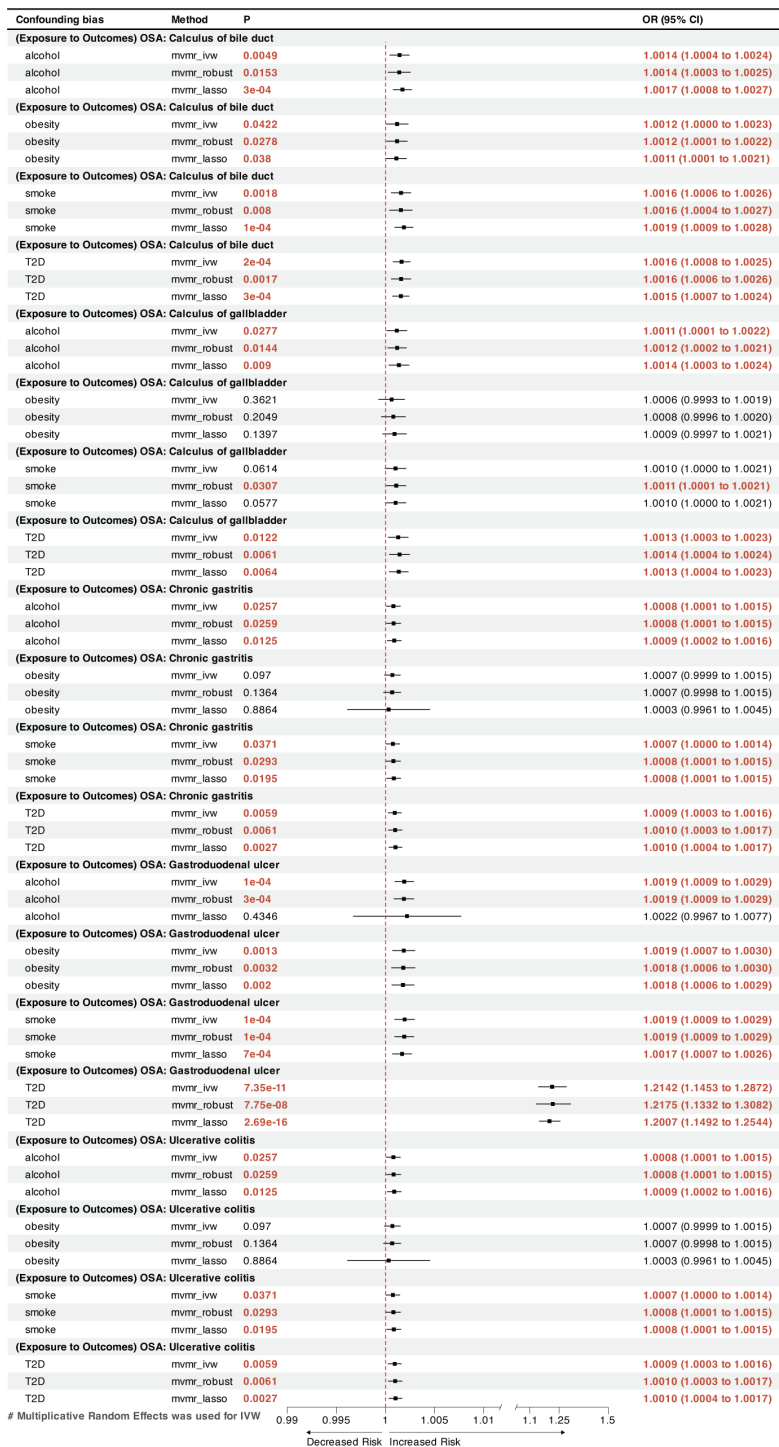 Confounding bias Method P OR (95% CI)
(Exposure to Outcomes) OSA: Calculus of bile duct
alcohol mvmr_ivw 0.0049 1.0014 (1.0004 to 1.0024)
alcohol mvmr_robust 0.0153 1.0014 (1.0003 to 1.0025)
alcohol mvmr_lasso 3e-04 1.0017 (1.0008 to 1.0027)
(Exposure to Outcomes) OSA: Calculus of bile duct
obesity mvmr_ivw 0.0422 1.0012 (1.0000 to 1.0023)
obesity mvmr_robust 0.0278 1.0012 (1.0001 to 1.0022)
obesity mvmr_lasso 0.038 1.0011 (1.0001 to 1.0021)
(Exposure to Outcomes) OSA: Calculus of bile duct
smoke mvmr_ivw 0.0018 1.0016 (1.0006 to 1.0026)
smoke mvmr_robust 0.008 1.0016 (1.0004 to 1.0027)
smoke mvmr_lasso 1e-04 1.0019 (1.0009 to 1.0028)
(Exposure to Outcomes) OSA: Calculus of bile duct
T2D mvmr_ivw 2e-04 1.0016 (1.0008 to 1.0025)
T2D mvmr_robust 0.0017 1.0016 (1.0006 to 1.0026)
T2D mvmr_lasso 3e-04 1.0015 (1.0007 to 1.0024)
(Exposure to Outcomes) OSA: Calculus of gallbladder
alcohol mvmr_ivw 0.0277 1.0011 (1.0001 to 1.0022)
alcohol mvmr_robust 0.0144 1.0012 (1.0002 to 1.0021)
alcohol mvmr_lasso 0.009 1.0014 (1.0003 to 1.0024)
(Exposure to Outcomes) OSA: Calculus of gallbladder
obesity mvmr_ivw 0.3621 1.0006 (0.9993 to 1.0019)
obesity mvmr_robust 0.2049 1.0008 (0.9996 to 1.0020)
obesity mvmr_lasso 0.1397 1.0009 (0.9997 to 1.0021)
(Exposure to Outcomes) OSA: Calculus of gallbladder
smoke mvmr_ivw 0.0614 1.0010 (1.0000 to 1.0021)
smoke mvmr_robust 0.0307 1.0011 (1.0001 to 1.0021)
smoke mvmr_lasso 0.0577 1.0010 (1.0000 to 1.0021)
(Exposure to Outcomes) OSA: Calculus of gallbladder
T2D mvmr_ivw 0.0122 1.0013 (1.0003 to 1.0023)
T2D mvmr_robust 0.0061 1.0014 (1.0004 to 1.0024)
T2D mvmr_lasso 0.0064 1.0013 (1.0004 to 1.0023)
(Exposure to Outcomes) OSA: Chronic gastritis
alcohol mvmr_ivw 0.0257 1.0008 (1.0001 to 1.0015)
alcohol mvmr_robust 0.0259 1.0008 (1.0001 to 1.0015)
alcohol mvmr_lasso 0.0125 1.0009 (1.0002 to 1.0016)
(Exposure to Outcomes) OSA: Chronic gastritis
obesity mvmr_ivw 0.097 1.0007 (0.9999 to 1.0015)
obesity mvmr_robust 0.1364 1.0007 (0.9998 to 1.0015)
obesity mvmr_lasso 0.8864 1.0003 (0.9961 to 1.0045)
(Exposure to Outcomes) OSA: Chronic gastritis
smoke mvmr_ivw 0.0371 1.0007 (1.0000 to 1.0014)
smoke mvmr_robust 0.0293 1.0008 (1.0001 to 1.0015)
smoke mvmr_lasso 0.0195 1.0008 (1.0001 to 1.0015)
(Exposure to Outcomes) OSA: Chronic gastritis
T2D mvmr_ivw 0.0059 1.0009 (1.0003 to 1.0016)
T2D mvmr_robust 0.0061 1.0010 (1.0003 to 1.0017)
T2D mvmr_lasso 0.0027 1.0010 (1.0004 to 1.0017)
(Exposure to Outcomes) OSA: Gastroduodenal ulcer
alcohol mvmr_ivw 1e-04 1.0019 (1.0009 to 1.0029)
alcohol mvmr_robust 3e-04 1.0019 (1.0009 to 1.0029)
alcohol mvmr_lasso 0.4346 1.0022 (0.9967 to 1.0077)
(Exposure to Outcomes) OSA: Gastroduodenal ulcer
obesity mvmr_ivw 0.0013 1.0019 (1.0007 to 1.0030)
obesity mvmr_robust 0.0032 1.0018 (1.0006 to 1.0030)
obesity mvmr_lasso 0.002 1.0018 (1.0006 to 1.0029)
(Exposure to Outcomes) OSA: Gastroduodenal ulcer
smoke mvmr_ivw 1e-04 1.0019 (1.0009 to 1.0029)
smoke mvmr_robust 1e-04 1.0019 (1.0009 to 1.0029)
smoke mvmr_lasso 7e-04 1.0017 (1.0007 to 1.0026)
(Exposure to Outcomes) OSA: Gastroduodenal ulcer
T2D mvmr_ivw 7.35e-11 1.2142 (1.1453 to 1.2872)
T2D mvmr_robust 7.75e-08 1.2175 (1.1332 to 1.3082)
T2D mvmr_lasso 2.69e-16 1.2007 (1.1492 to 1.2544)
(Exposure to Outcomes) OSA: Ulcerative colitis
alcohol mvmr_ivw 0.0257 1.0008 (1.0001 to 1.0015)
alcohol mvmr_robust 0.0259 1.0008 (1.0001 to 1.0015)
alcohol mvmr_lasso 0.0125 1.0009 (1.0002 to 1.0016)
(Exposure to Outcomes) OSA: Ulcerative colitis
obesity mvmr_ivw 0.097 1.0007 (0.9999 to 1.0015)
obesity mvmr_robust 0.1364 1.0007 (0.9998 to 1.0015)
obesity mvmr_lasso 0.8864 1.0003 (0.9961 to 1.0045)
(Exposure to Outcomes) OSA: Ulcerative colitis
smoke mvmr_ivw 0.0371 1.0007 (1.0000 to 1.0014)
smoke mvmr_robust 0.0293 1.0008 (1.0001 to 1.0015)
smoke mvmr_lasso 0.0195 1.0008 (1.0001 to 1.0015)
(Exposure to Outcomes) OSA: Ulcerative colitis
T2D mvmr_ivw 0.0059 1.0009 (1.0003 to 1.0016)
T2D mvmr_robust 0.0061 1.0010 (1.0003 to 1.0017)
T2D mvmr_lasso 0.0027 1.0010 (1.0004 to 1.0017)
# Multiplicative Random Effects was used for IVW 0.99 0.995 1 1.005 1.01 1.1 1.25 1.5
Decreased Risk Increased Risk